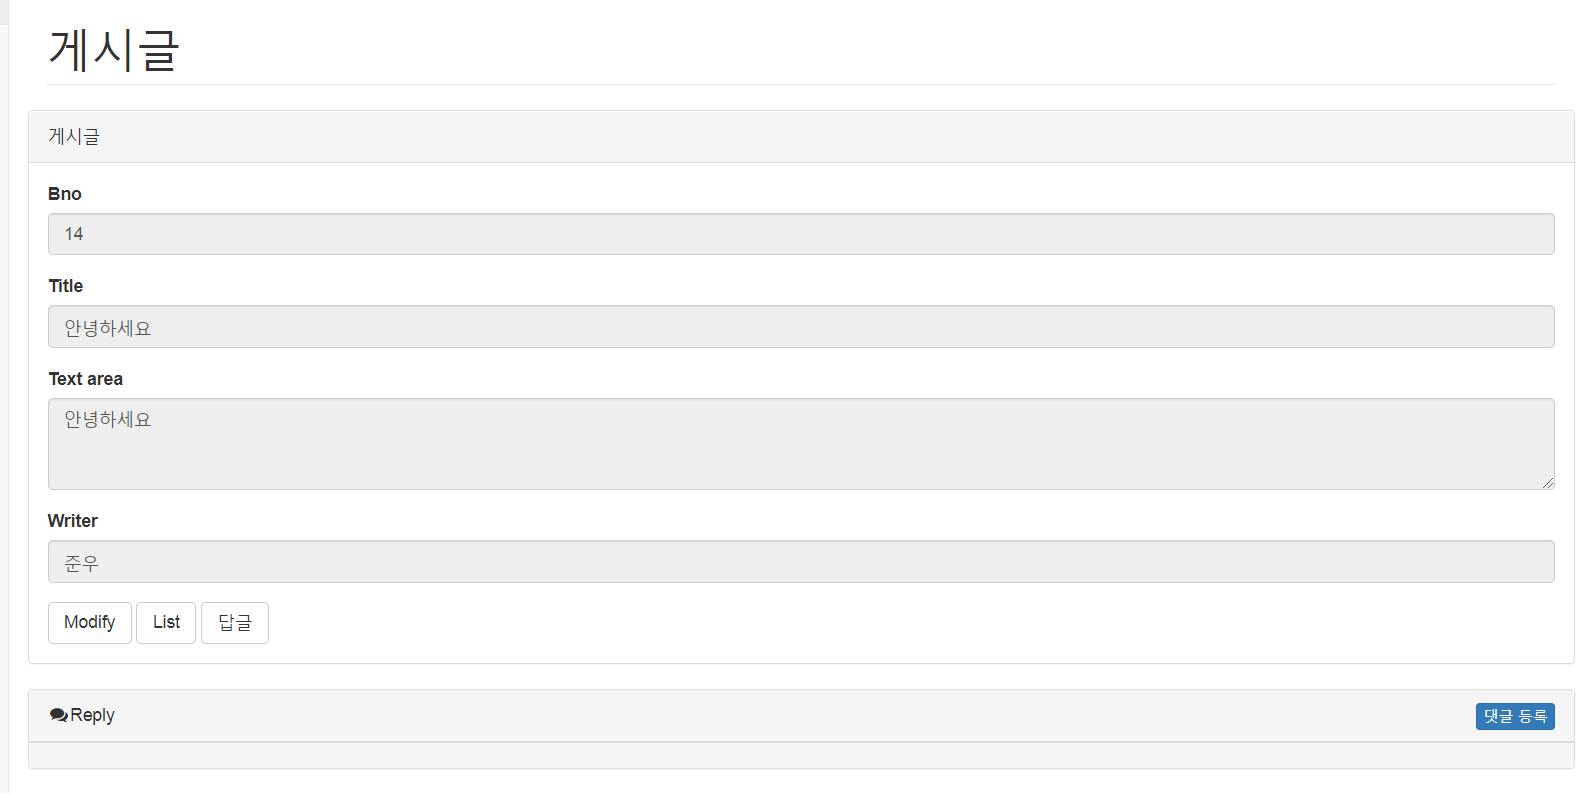 게시글
게시글
Bno
14
Title
안녕하세요
Text area
안녕하세요
Writer
준우
Modify List 답글
Reply 댓글 등록